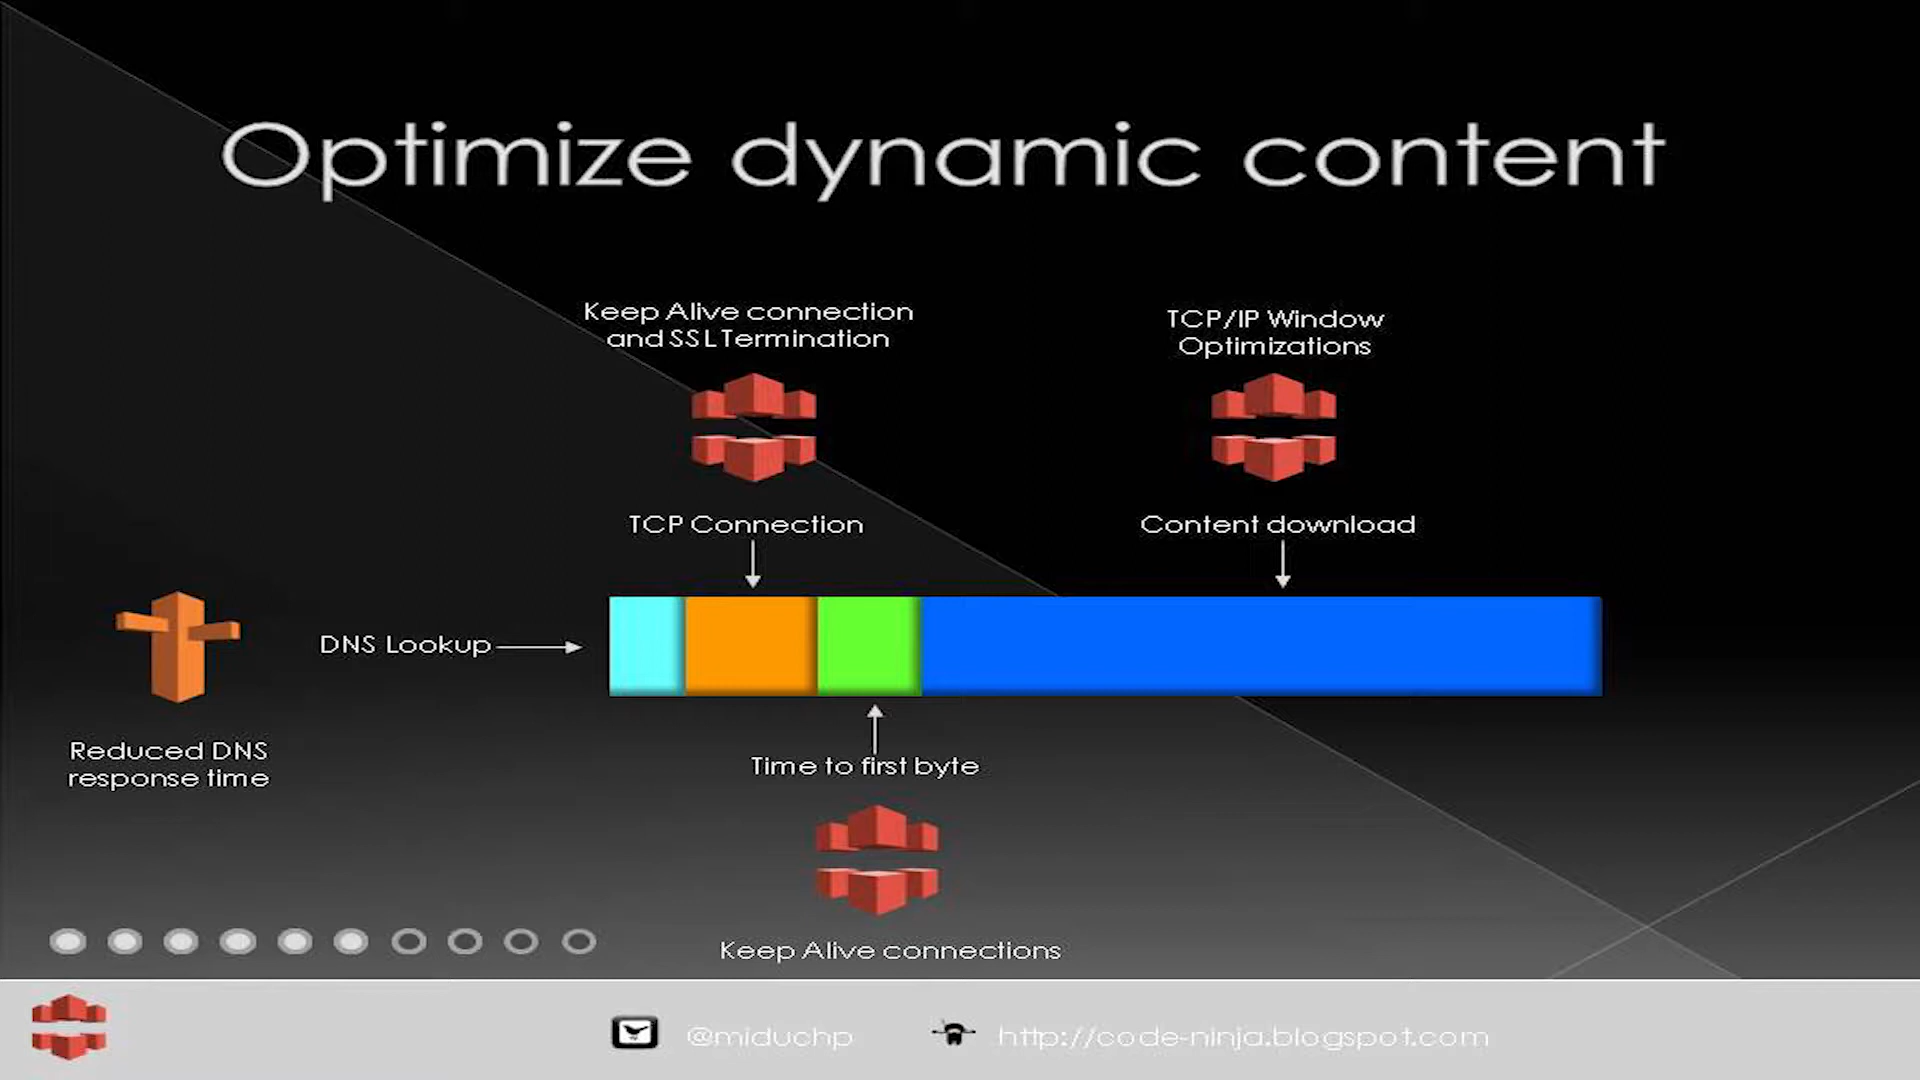 Optimize dynamic content
Keep Alive connection
and SSL Termination
TCP/IP Window
Optimizations
TCP Connection
Content download
DNS Lookup
Reduced DNS
response time
Time to first byte
Keep Alive connections
@miduchp
http://code-ninja.blogspot.com